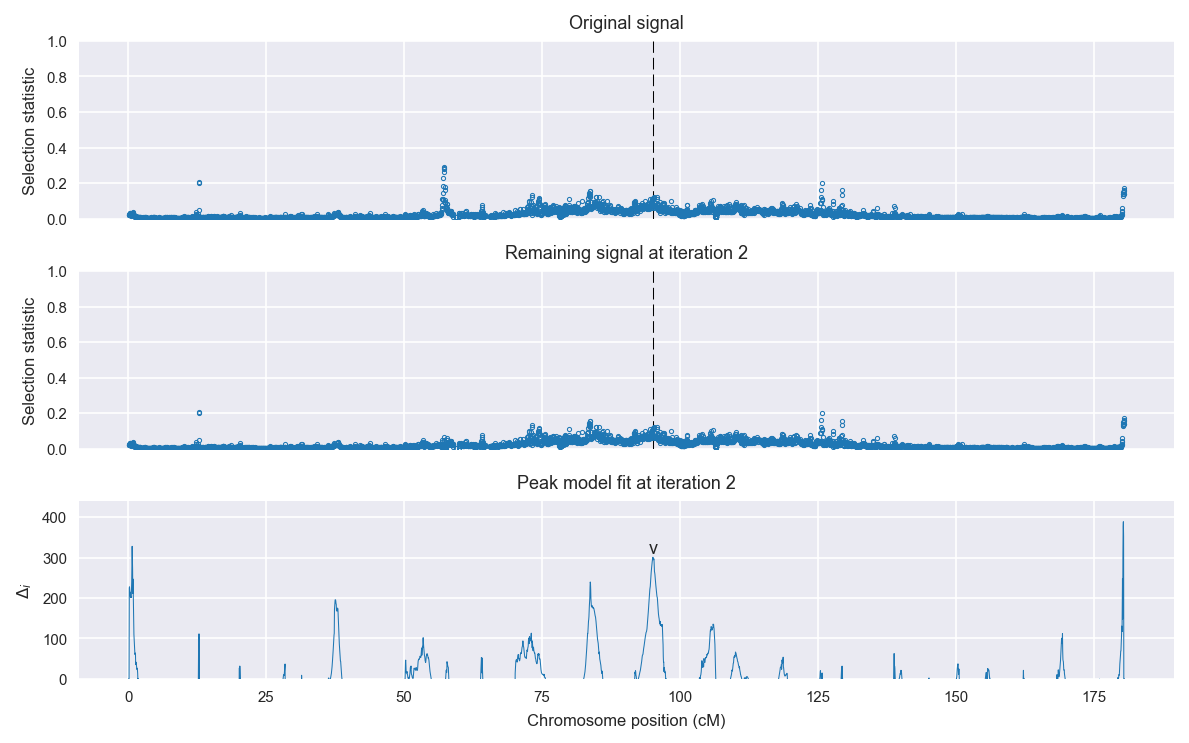 Original signal
1.0
0.8
0.6
0.4
0.2
0.0
Selection statistic
Remaining signal at iteration 2
1.0
0.8
0.6
0.4
0.2
0.0
Selection statistic
Peak model fit at iteration 2
400
300
200
100
0
Δi
v
0 25 50 75 100 125 150 175
Chromosome position (cM)